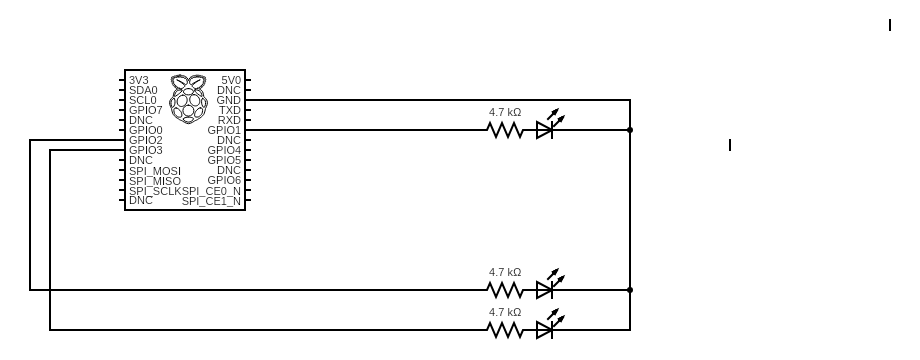 3V3
SDA0
SCL0
GPIO7
DNC
GPIO0
GPIO2
GPIO3
DNC
SPI_MOSI
SPI_MISO
SPI_SCLK
DNC
5V0
DNC
GND
TXD
RXD
GPIO1
DNC
GPIO4
GPIO5
DNC
GPIO6
SPI_CE0_N
SPI_CE1_N
4.7 kΩ
4.7 kΩ
4.7 kΩ